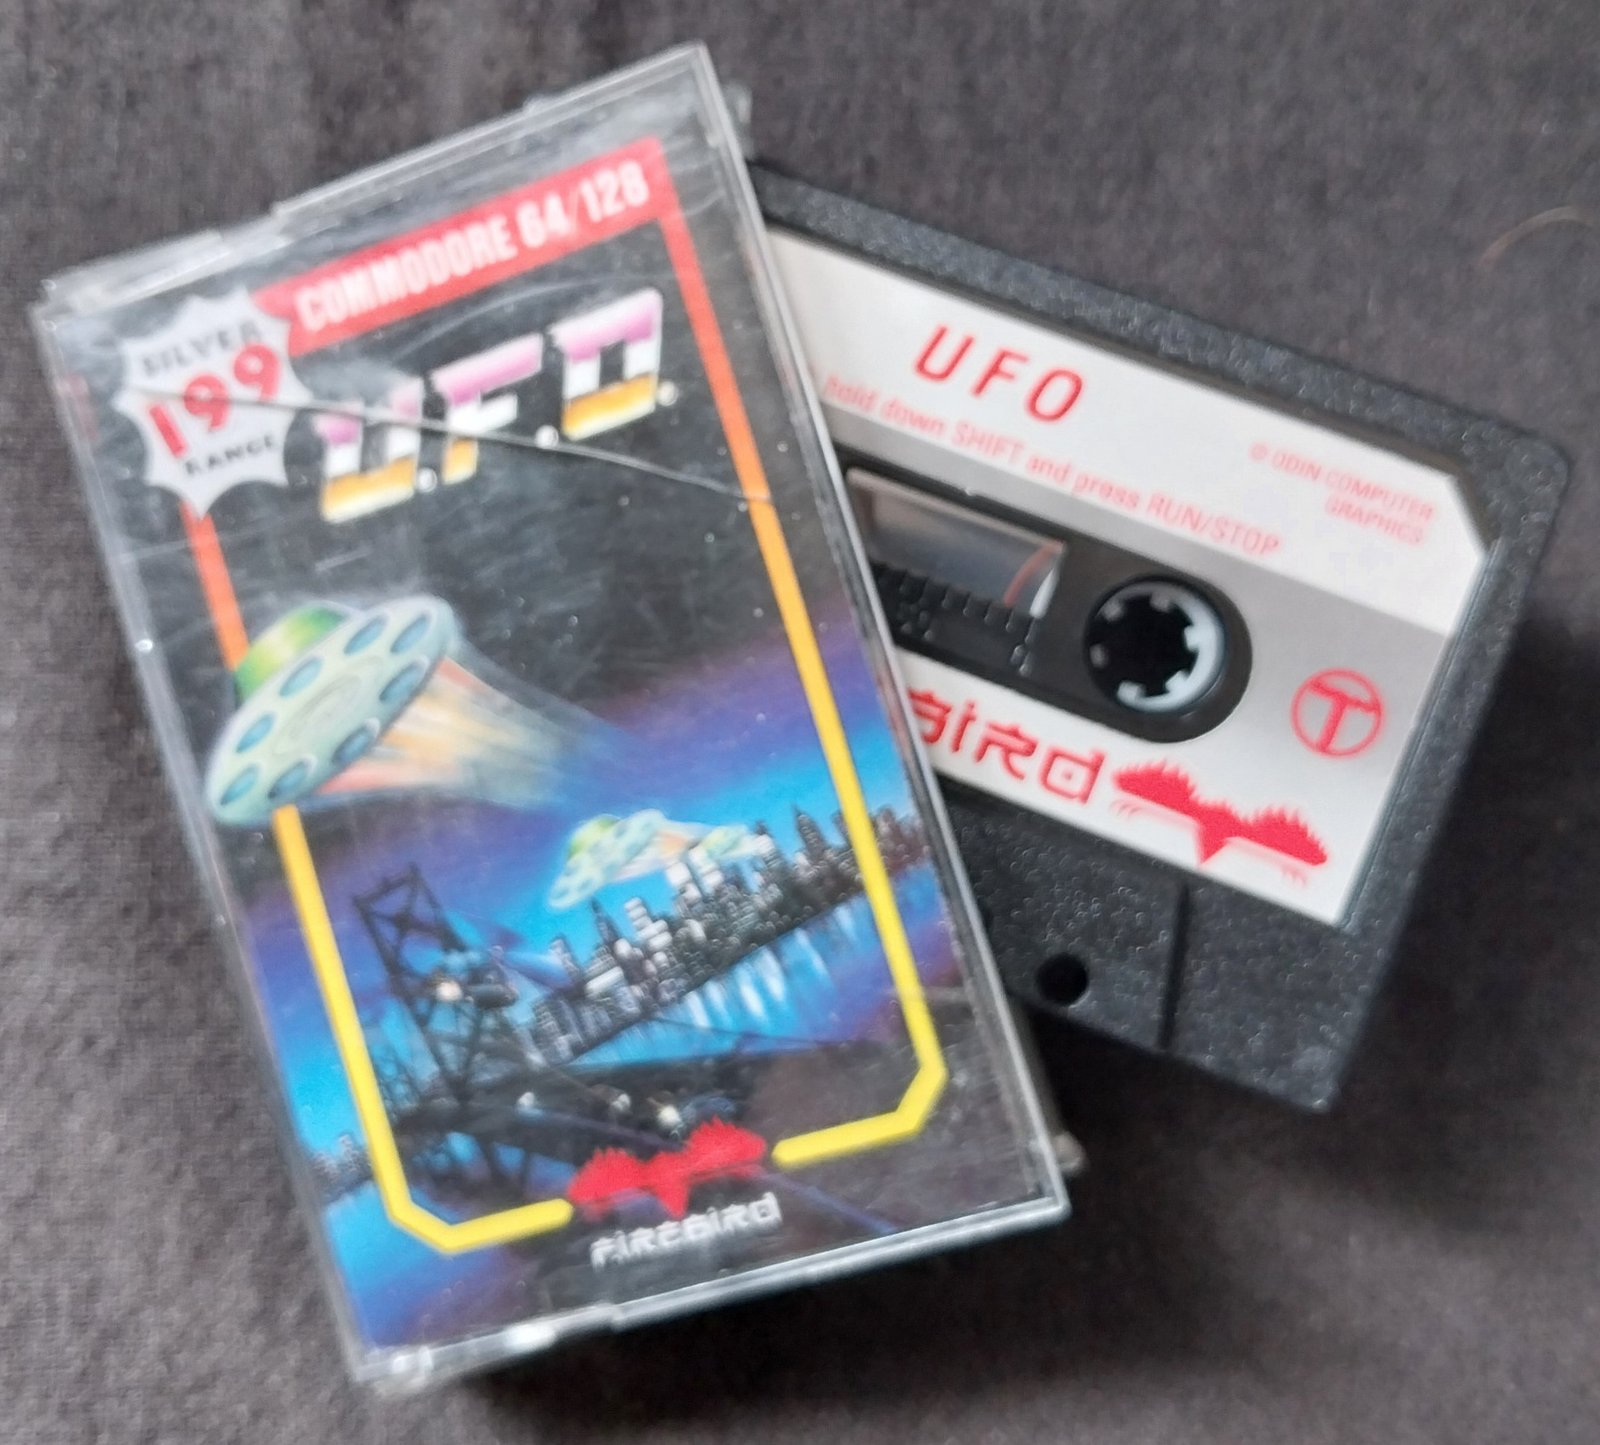 COMMODORE 64/128
SILVER
199
RANGE
U.F.O.
FIREBIRD
UFO
hold down SHIFT and press RUN/STOP
© ODIN COMPUTER
GRAPHICS
BIRD
T